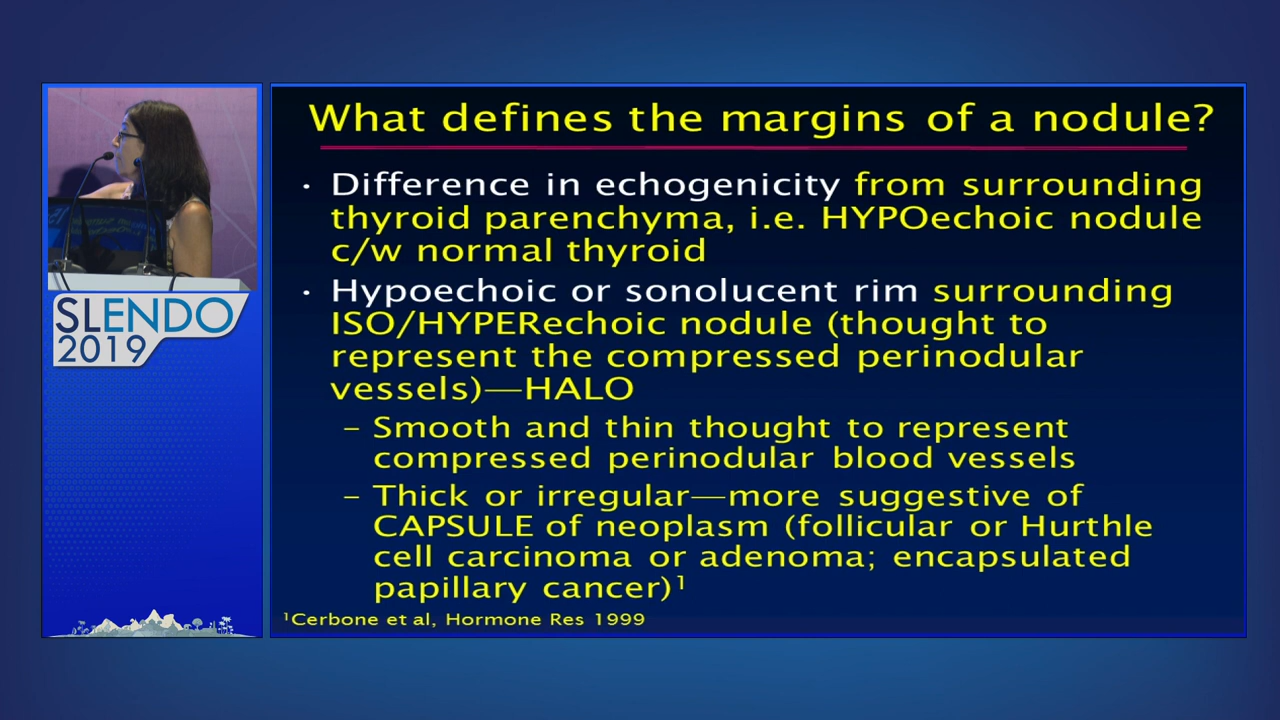 What defines the margins of a nodule?
• Difference in echogenicity from surrounding
thyroid parenchyma, i.e. HYPOechoic nodule
c/w normal thyroid
• Hypoechoic or sonolucent rim surrounding
ISO/HYPERechoic nodule (thought to
represent the compressed perinodular
vessels)—HALO
– Smooth and thin thought to represent
compressed perinodular blood vessels
– Thick or irregular—more suggestive of
CAPSULE of neoplasm (follicular or Hurthle
cell carcinoma or adenoma; encapsulated
papillary cancer)¹
¹Cerbone et al, Hormone Res 1999
SLENDO
2019